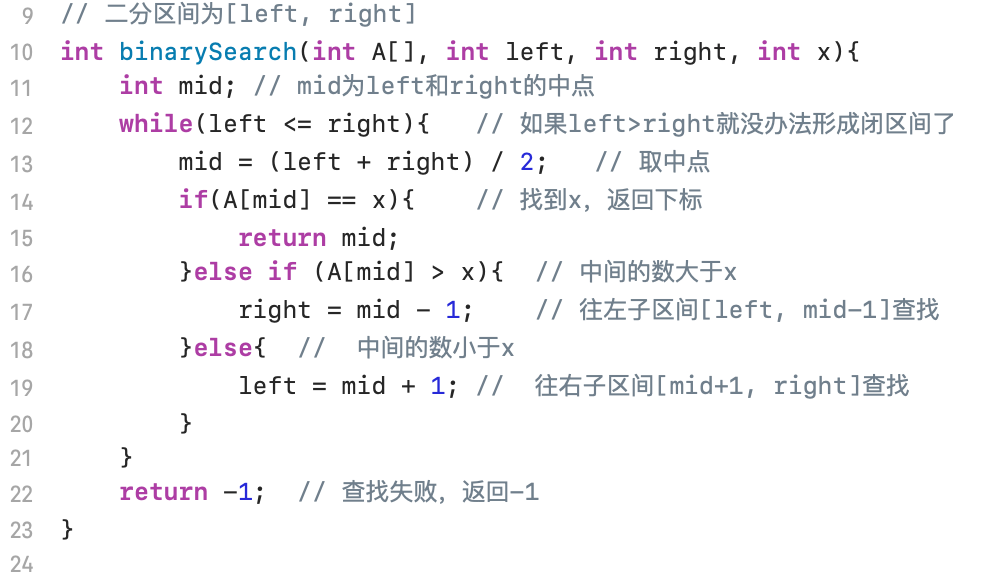 9 // 二分区间为[left, right]
10 int binarySearch(int A[], int left, int right, int x){
11     int mid; // mid为left和right的中点
12     while(left <= right){   // 如果left>right就没办法形成闭区间了
13         mid = (left + right) / 2;   // 取中点
14         if(A[mid] == x){    // 找到x，返回下标
15             return mid;
16         }else if (A[mid] > x){  // 中间的数大于x
17             right = mid - 1;    // 往左子区间[left, mid-1]查找
18         }else{  //  中间的数小于x
19             left = mid + 1; //  往右子区间[mid+1, right]查找
20         }
21     }
22     return -1;  // 查找失败，返回-1
23 }
24